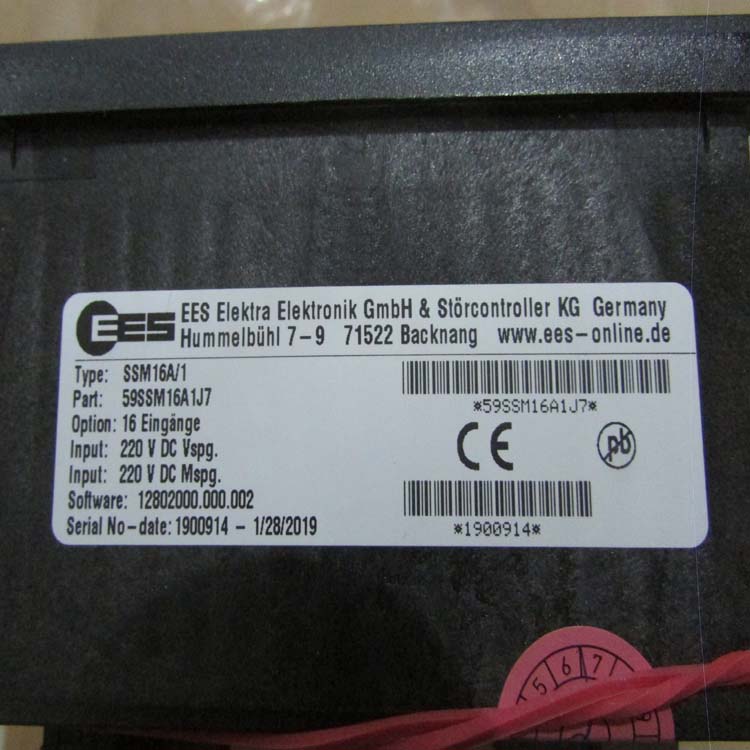 EES
EES Elektra Elektronik GmbH & Störcontroller KG Germany
Hummelbühl 7-9 71522 Backnang www.ees-online.de
Type: SSM16A/1
Part: 59SSM16A1J7
Option: 16 Eingänge
Input: 220 V DC Vspg.
Input: 220 V DC Mspg.
Software: 12802000.000.002
Serial No-date: 1900914 - 1/28/2019
*59SSM16A1J7*
CE
pb
*1900914*
5 6 7